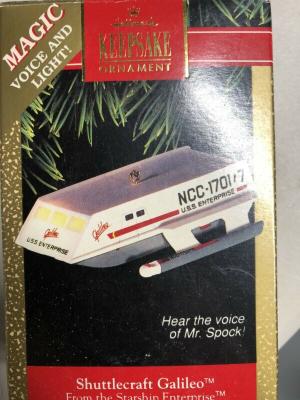 MAGIC
VOICE AND
LIGHT!
Hallmark
KEEPSAKE
ORNAMENT
NCC-1701/7
U.S.S. ENTERPRISE
Galileo
Galileo
U.S.S. ENTERPRISE
Hear the voice
of Mr. Spock!
Shuttlecraft Galileo™
From the Starship Enterprise™